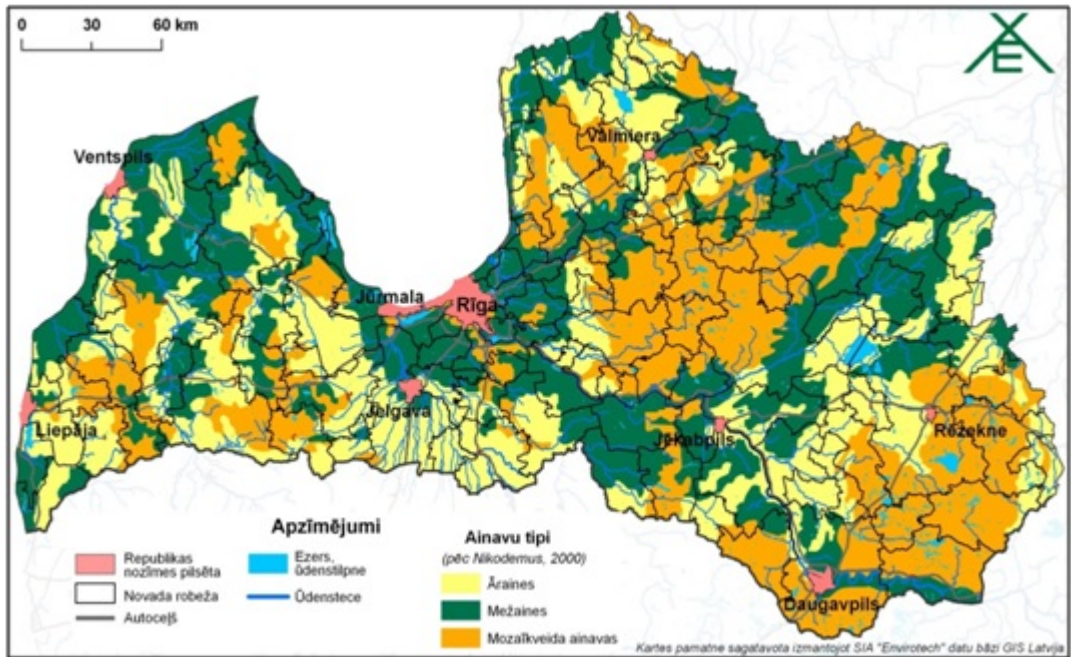 0 30 60 km
Ventspils
Valmiera
Jūrmala
Rīga
Jelgava
Liepāja
Jēkabpils
Rēzekne
Daugavpils
Apzīmējumi
Republikas
nozīmes pilsēta
Novada robeža
Autoceļš
Ezers,
ūdenstilpne
Ūdenstece
Ainavu tipi
(pēc Nikodemus, 2000)
Āraines
Mežaines
Mozaīkveida ainavas
Kartes pamatne sagatavota izmantojot SIA "Envirotech" datu bāzi GIS Latvija